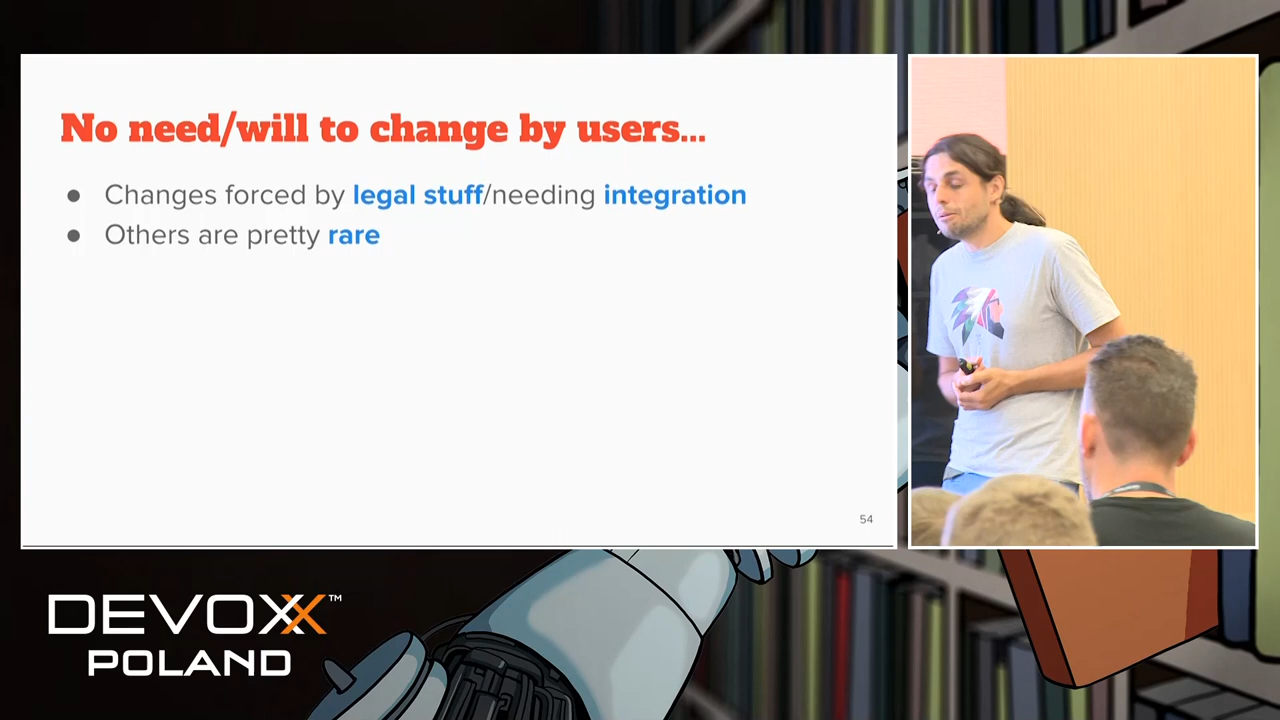 No need/will to change by users...
● Changes forced by legal stuff/needing integration
● Others are pretty rare
54
DEVOXX™
POLAND